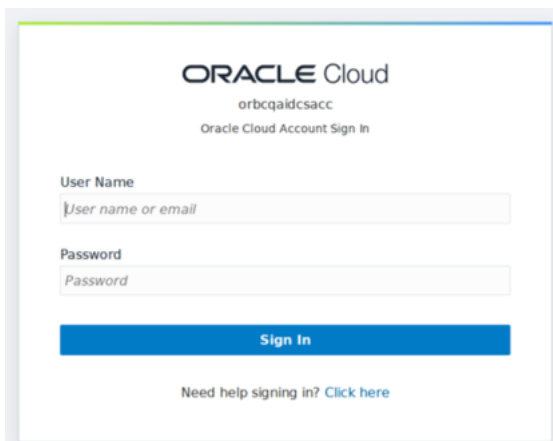 ORACLE Cloud
orbcqaidcsacc
Oracle Cloud Account Sign In
User Name
User name or email
Password
Password
Sign In
Need help signing in? Click here